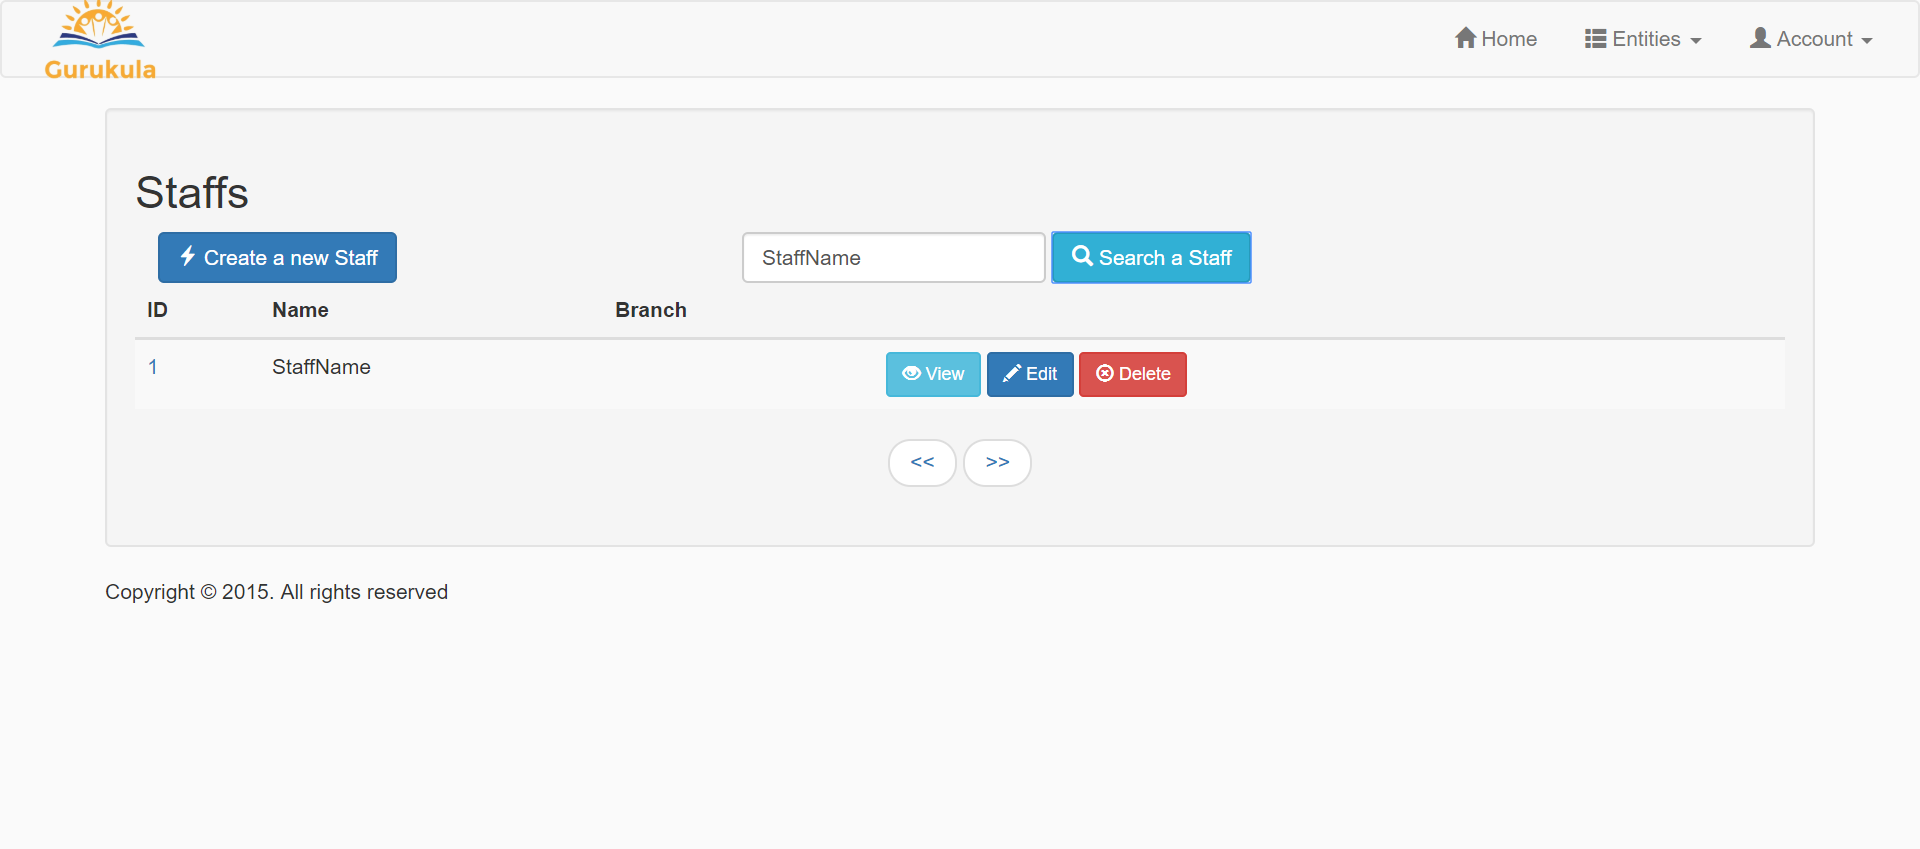 Gurukula
Home Entities Account
Staffs
Create a new Staff StaffName Search a Staff
ID Name Branch
1 StaffName View Edit Delete
<< >>
Copyright © 2015. All rights reserved